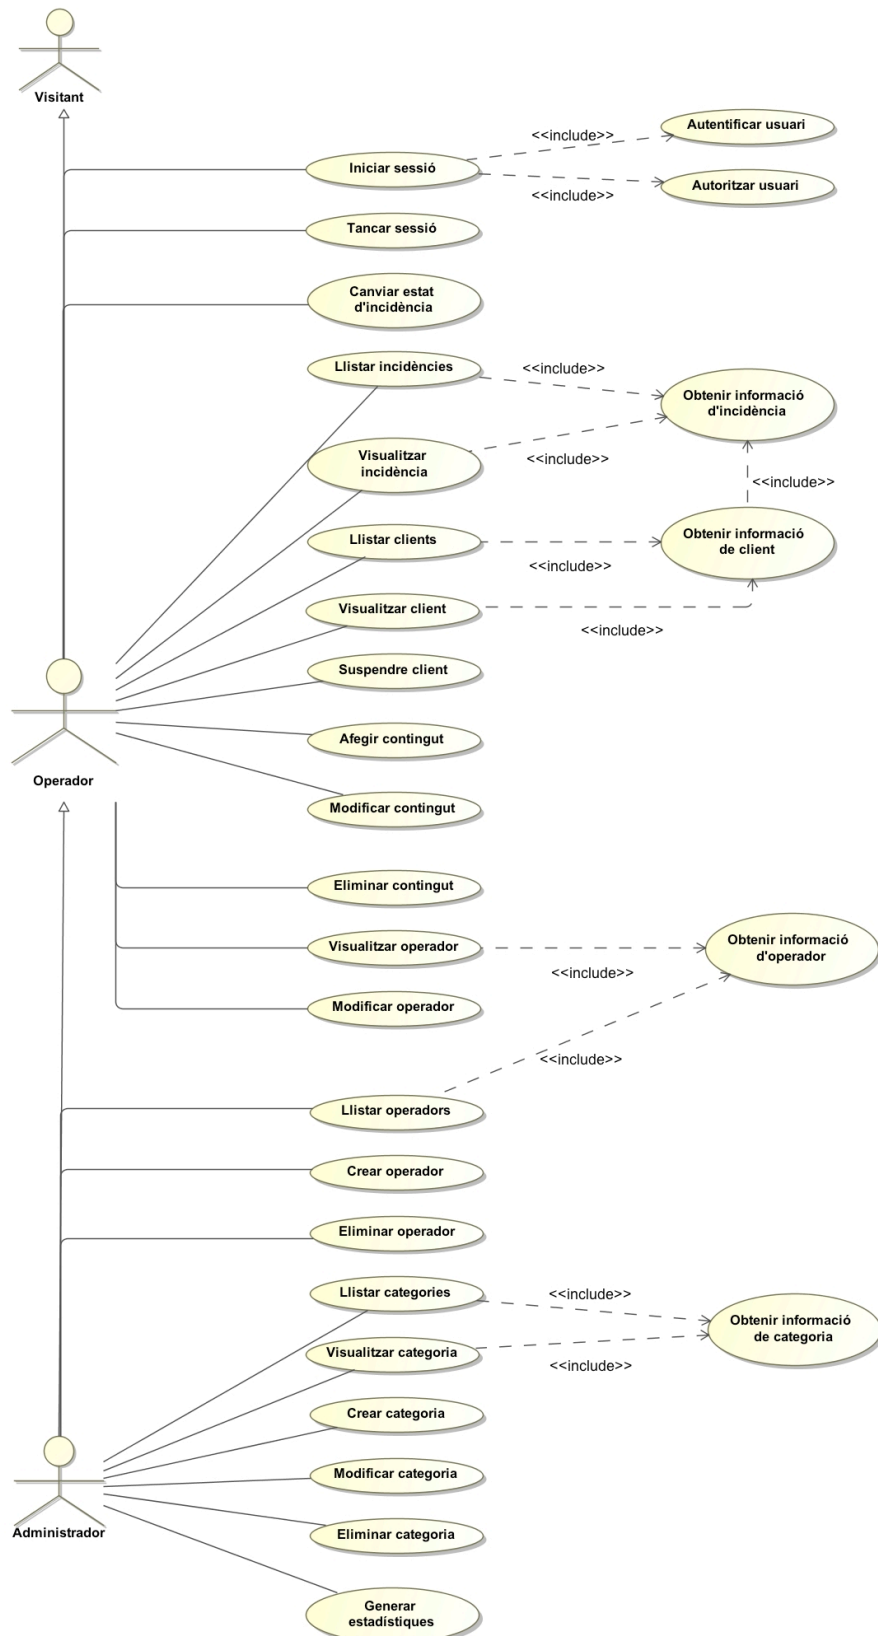 Visitant
<<include>>
Autentificar usuari
Iniciar sessió
<<include>>
Autoritzar usuari
Tancar sessió
Canviar estat
d'incidència
Llistar incidències
<<include>>
Obtenir informació
d'incidència
Visualitzar
incidència
<<include>>
<<include>>
Llistar clients
<<include>>
Obtenir informació
de client
Visualitzar client
<<include>>
Suspendre client
Afegir contingut
Operador
Modificar contingut
Eliminar contingut
Visualitzar operador
<<include>>
Obtenir informació
d'operador
Modificar operador
<<include>>
Llistar operadors
Crear operador
Eliminar operador
Llistar categories
<<include>>
Obtenir informació
de categoria
Visualitzar categoria
<<include>>
Crear categoria
Modificar categoria
Administrador
Eliminar categoria
Generar
estadístiques